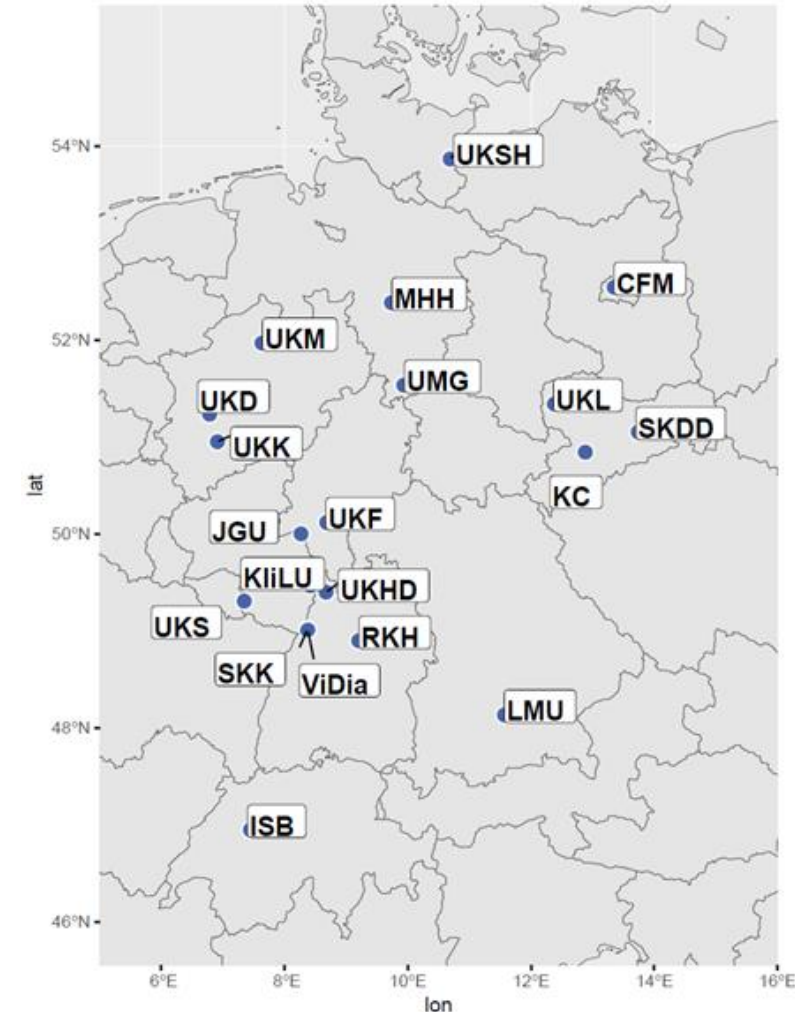 54°N
52°N
50°N
48°N
46°N
lat
UKSH
CFM
MHH
UKM
UMG
UKD
UKL
SKDD
UKK
KC
UKF
JGU
KliLU
UKHD
UKS
RKH
SKK
ViDia
LMU
ISB
6°E
8°E
10°E
12°E
14°E
16°E
lon